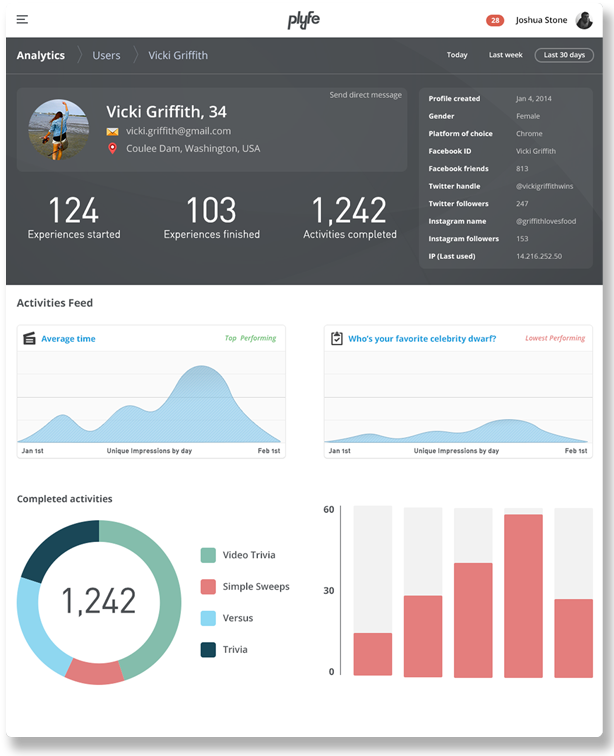 plyfe
28
Joshua Stone
Analytics
Users
Vicki Griffith
Today
Last week
Last 30 days
Send direct message
Vicki Griffith, 34
vicki.griffith@gmail.com
Coulee Dam, Washington, USA
124
Experiences started
103
Experiences finished
1,242
Activities completed
Profile created Jan 4, 2014
Gender Female
Platform of choice Chrome
Facebook ID Vicki Griffith
Facebook friends 813
Twitter handle @vickigriffithwins
Twitter followers 247
Instagram name @griffithlovesfood
Instagram followers 153
IP (Last used) 14.216.252.50
Activities Feed
Average time
Top Performing
Jan 1st
Unique Impressions by day
Feb 1st
Who's your favorite celebrity dwarf?
Lowest Performing
Jan 1st
Unique Impressions by day
Feb 1st
Completed activities
1,242
Video Trivia
Simple Sweeps
Versus
Trivia
60
30
0